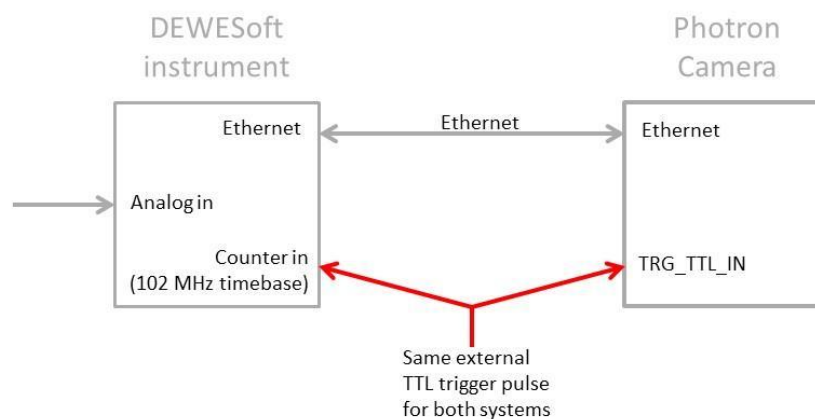 DEWESoft
instrument
Photron
Camera
Ethernet
Ethernet
Ethernet
Analog in
Counter in
(102 MHz timebase)
TRG_TTL_IN
Same external
TTL trigger pulse
for both systems